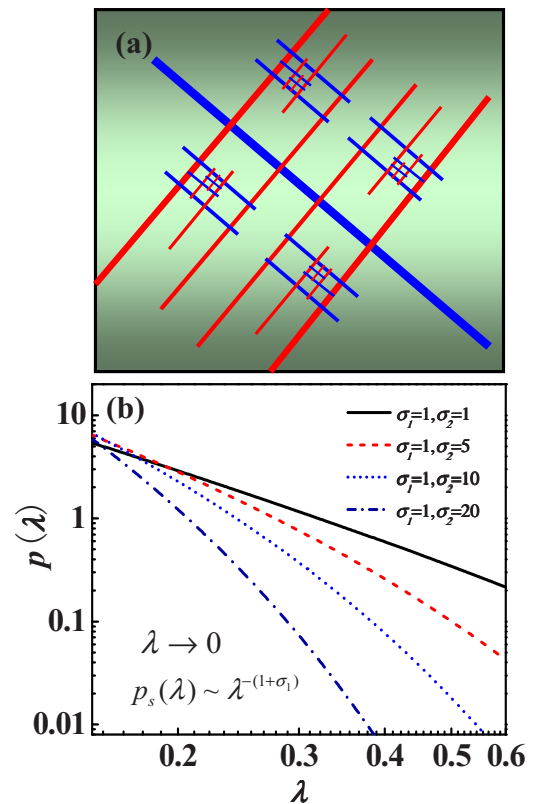 (a)
(b)
σ₁=1,σ₂=1
σ₁=1,σ₂=5
σ₁=1,σ₂=10
σ₁=1,σ₂=20
10
1
0.1
0.01
p(λ)
λ → 0
pₛ(λ) ~ λ^-(1+σ₁)
0.2 0.3 0.4 0.5 0.6
λ